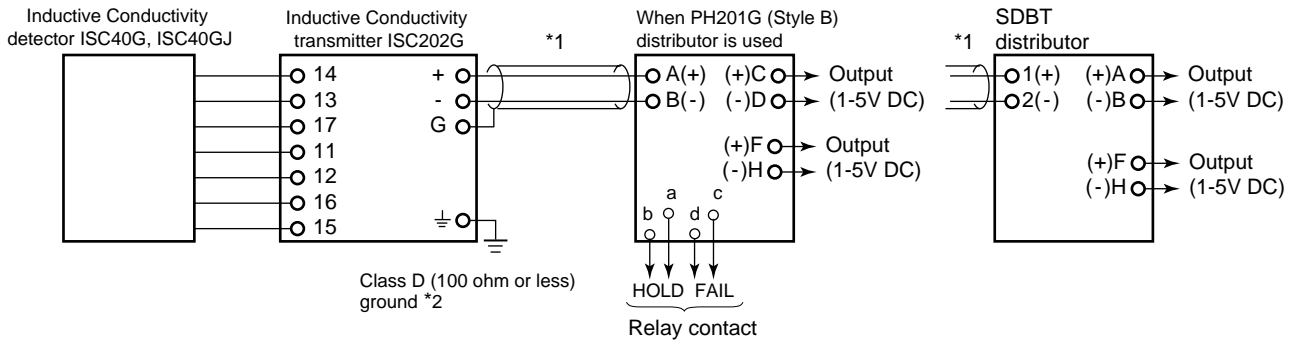 Inductive Conductivity
detector ISC40G, ISC40GJ
Inductive Conductivity
transmitter ISC202G
*1
When PH201G (Style B)
distributor is used
*1
SDBT
distributor
14
13
17
11
12
16
15
+
-
G
A(+)
B(-)
(+)C
(-)D
Output
(1-5V DC)
(+)F
(-)H
Output
(1-5V DC)
b
a
d
c
HOLD
FAIL
Relay contact
1(+)
2(-)
(+)A
(-)B
Output
(1-5V DC)
(+)F
(-)H
Output
(1-5V DC)
Class D (100 ohm or less)
ground *2